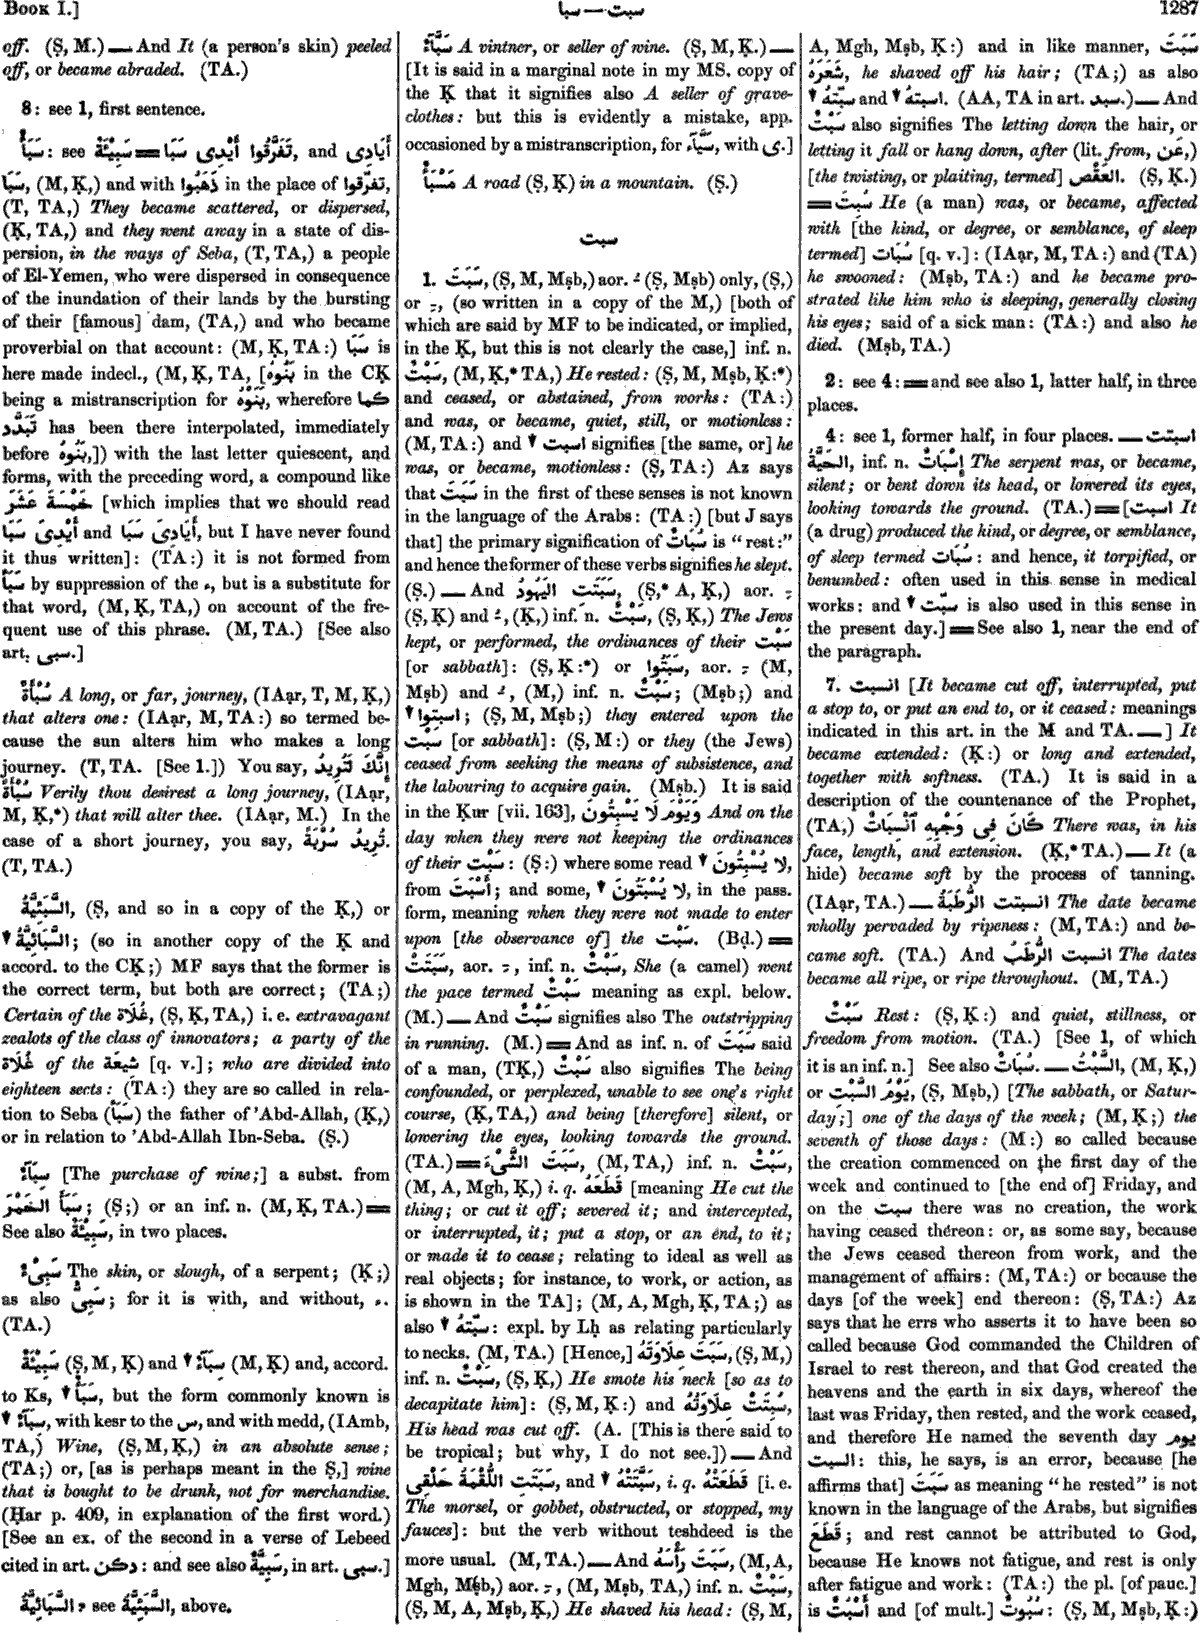 BOOK I.]
سبا — سبت
1287
off. (Ṣ, M.) — And It (a person's skin) peeled
off, or became abraded. (TA.)
8: see 1, first sentence.
سَبَأٌ: see سَبِيْئَةٌ = تَفَرَّقُوا أَيْدِى سَبَا, and أَيَادِى
سَبَا, (M, Ḳ,) and with ذَهَبُوا in the place of تفرّقوا,
(T, TA,) They became scattered, or dispersed,
(Ḳ, TA,) and they went away in a state of dis-
persion, in the ways of Seba, (T, TA,) a people
of El-Yemen, who were dispersed in consequence
of the inundation of their lands by the bursting
of their [famous] dam, (TA,) and who became
proverbial on that account: (M, Ḳ, TA:) سَبَا is
here made indecl., (M, Ḳ, TA, [بَنُوهُ in the CḲ
being a mistranscription for بَنَوْهُ, wherefore كما
تَبَدَّد has been there interpolated, immediately
before بَنُوهُ,]) with the last letter quiescent, and
forms, with the preceding word, a compound like
خَمْسَةَ عَشَرَ [which implies that we should read
أَيْدِىَ سَبَا and أَيَادِىَ سَبَا, but I have never found
it thus written]: (TA:) it is not formed from
سَبَأ by suppression of the ء, but is a substitute for
that word, (M, Ḳ, TA,) on account of the fre-
quent use of this phrase. (M, TA.) [See also
art. سبى.]
سُبْأَةٌ A long, or far, journey, (IAạr, T, M, Ḳ,)
that alters one: (IAạr, M, TA:) so termed be-
cause the sun alters him who makes a long
journey. (T, TA. [See 1.]) You say, إِنَّكَ تُرِيدُ
سُبْأَةً Verily thou desirest a long journey, (IAạr,
M, Ḳ,*) that will alter thee. (IAạr, M.) In the
case of a short journey, you say, تُرِيدُ سُرْبَةً.
(T, TA.)
السَّبَئِيَّةُ, (Ṣ, and so in a copy of the Ḳ,) or
▼ السَّبَائِيَّةُ; (so in another copy of the Ḳ and
accord. to the CḲ;) MF says that the former is
the correct term, but both are correct; (TA;)
Certain of the غُلَاة, (Ṣ, Ḳ, TA,) i. e. extravagant
zealots of the class of innovators; a party of the
غُلَاة of the شِيعَة [q. v.]; who are divided into
eighteen sects: (TA:) they are so called in rela-
tion to Seba (سَبَأ) the father of 'Abd-Allah, (Ḳ,)
or in relation to 'Abd-Allah Ibn-Seba. (Ṣ.)
سِبَآءٌ [The purchase of wine;] a subst. from
سَبَأَ الخَمْرَ; (Ṣ;) or an inf. n. (M, Ḳ, TA.) =
See also سَبِيْئَةٌ, in two places.
سَبِىْءٌ The skin, or slough, of a serpent; (Ḳ;)
as also سَبِىٌّ; for it is with, and without, ء.
(TA.)
سَبِيْئَةٌ (Ṣ, M, Ḳ) and ▼ سِبَآءٌ (M, Ḳ) and, accord.
to Ks, ▼ سَبَأٌ, but the form commonly known is
▼ سِبَآءٌ, with kesr to the س, and with medd, (IAmb,
TA,) Wine, (Ṣ, M, Ḳ,) in an absolute sense;
(TA;) or, [as is perhaps meant in the Ṣ,] wine
that is bought to be drunk, not for merchandise.
(Ḥar p. 409, in explanation of the first word.)
[See an ex. of the second in a verse of Lebeed
cited in art. دكن: and see also سَبِيَّةٌ, in art. سبى.]
السَّبَائِيَّةُ: see السَّبَئِيَّةُ, above.
سَبَّآءٌ A vintner, or seller of wine. (Ṣ, M, Ḳ.) —
[It is said in a marginal note in my MS. copy of
the Ḳ that it signifies also A seller of grave-
clothes: but this is evidently a mistake, app.
occasioned by a mistranscription, for سَيَّآء, with ى.]
مَسْبَأٌ A road (Ṣ, Ḳ) in a mountain. (Ṣ.)
سبت
1. سَبَتَ, (Ṣ, M, Mṣb,) aor. ـُ (Ṣ, Mṣb) only, (Ṣ,)
or ـِ, (so written in a copy of the M,) [both of
which are said by MF to be indicated, or implied,
in the Ḳ, but this is not clearly the case,] inf. n.
سَبْتٌ, (M, Ḳ,* TA,) He rested: (Ṣ, M, Mṣb, Ḳ:*)
and ceased, or abstained, from works: (TA:)
and was, or became, quiet, still, or motionless:
(M, TA:) and ▼ اسبت signifies [the same, or] he
was, or became, motionless: (Ṣ, TA:) Az says
that سَبَتَ in the first of these senses is not known
in the language of the Arabs: (TA:) [but J says
that] the primary signification of سُبَاتٌ is "rest:"
and hence the former of these verbs signifies he slept.
(Ṣ.) — And سَبَتَتِ اليَهُودُ, (Ṣ,* A, Ḳ,) aor. ـِ
(Ṣ, Ḳ) and ـُ, (Ḳ,) inf. n. سَبْتٌ, (Ṣ, Ḳ,) The Jews
kept, or performed, the ordinances of their سَبْت
[or sabbath]: (Ṣ, Ḳ:*) or سَبَتُوا, aor. ـِ (M,
Mṣb) and ـُ, (M,) inf. n. سَبْتٌ; (Mṣb;) and
▼ اسبتوا; (Ṣ, M, Mṣb;) they entered upon the
سَبْت [or sabbath]: (Ṣ, M:) or they (the Jews)
ceased from seeking the means of subsistence, and
the labouring to acquire gain. (Mṣb.) It is said
in the Ḳur [vii. 163], وَيَوْمَ لَا يَسْبِتُونَ And on the
day when they were not keeping the ordinances
of their سَبْت: (Ṣ:) where some read ▼ لا يُسْبِتُونَ,
from أَسْبَتَ; and some, ▼ لا يُسْبَتُونَ, in the pass.
form, meaning when they were not made to enter
upon [the observance of] the سَبْت. (Bḍ.) =
سَبَتَتْ, aor. ـِ, inf. n. سَبْتٌ, She (a camel) went
the pace termed سَبْت meaning as expl. below.
(M.) — And سَبْتٌ signifies also The outstripping
in running. (M.) = And as inf. n. of سَبَتَ said
of a man, (TḲ,) سَبْتٌ also signifies The being
confounded, or perplexed, unable to see one's right
course, (Ḳ, TA,) and being [therefore] silent, or
lowering the eyes, looking towards the ground.
(TA.) = سَبَتَ الشَّىْءَ, (M, TA,) inf. n. سَبْتٌ,
(M, A, Mgh, Ḳ,) i. q. قَطَعَهُ [meaning He cut the
thing; or cut it off; severed it; and intercepted,
or interrupted, it; put a stop, or an end, to it;
or made it to cease; relating to ideal as well as
real objects; for instance, to work, or action, as
is shown in the TA]; (M, A, Mgh, Ḳ, TA;) as
also ▼ سبّتهُ: expl. by Lḥ as relating particularly
to necks. (M, TA.) [Hence,] سَبَتَ عِلَاوَتَهُ, (Ṣ, M,)
inf. n. سَبْتٌ, (Ṣ, Ḳ,) He smote his neck [so as to
decapitate him]: (Ṣ, M, Ḳ:) and سُبِتَتْ عِلَاوَتُهُ,
His head was cut off. (A. [This is there said to
be tropical; but why, I do not see.]) — And
سَبَتَتِ اللُّقْمَةُ حَلْقِى, and ▼ سَبَّتَتْهُ, i. q. قَطَعَتْهُ [i. e.
The morsel, or gobbet, obstructed, or stopped, my
fauces]: but the verb without teshdeed is the
more usual. (M, TA.) — And سَبَتَ رَأْسَهُ, (M, A,
Mgh, Mṣb,) aor. ـِ, (M, Mṣb, TA,) inf. n. سَبْتٌ,
(Ṣ, M, A, Mṣb, Ḳ,) He shaved his head: (Ṣ, M,
A, Mgh, Mṣb, Ḳ:) and in like manner, سَبَتَ
شَعَرَهُ, he shaved off his hair; (TA;) as also
▼ سبّتهُ and ▼ اسبتهُ. (AA, TA in art. سبد.) — And
سَبْتٌ also signifies The letting down the hair, or
letting it fall or hang down, after (lit. from, عَنِ,)
[the twisting, or plaiting, termed] العَقْص. (Ṣ, Ḳ.)
= سُبِتَ He (a man) was, or became, affected
with [the kind, or degree, or semblance, of sleep
termed] سُبَات [q. v.]: (IAạr, M, TA:) and (TA)
he swooned: (Mṣb, TA:) and he became pro-
strated like him who is sleeping, generally closing
his eyes; said of a sick man: (TA:) and also he
died. (Mṣb, TA.)
2: see 4: = and see also 1, latter half, in three
places.
4: see 1, former half, in four places. — اسبتت
الحَيَّةُ, inf. n. إِسْبَاتٌ The serpent was, or became,
silent; or bent down its head, or lowered its eyes,
looking towards the ground. (TA.) = [اسبت It
(a drug) produced the kind, or degree, or semblance,
of sleep termed سُبَات: and hence, it torpified, or
benumbed: often used in this sense in medical
works: and ▼ سبّت is also used in this sense in
the present day.] = See also 1, near the end of
the paragraph.
7. انسبت [It became cut off, interrupted, put
a stop to, or put an end to, or it ceased: meanings
indicated in this art. in the M and TA. —] It
became extended: (Ḳ:) or long and extended,
together with softness. (TA.) It is said in a
description of the countenance of the Prophet,
(TA,) كَانَ فِى وَجْهِهِ ٱنْسِبَاتٌ There was, in his
face, length, and extension. (Ḳ,* TA.) — It (a
hide) became soft by the process of tanning.
(IAạr, TA.) — انسبتت الرُّطَبَةُ The date became
wholly pervaded by ripeness: (M, TA:) and be-
came soft. (TA.) And انسبت الرُّطَبُ The dates
became all ripe, or ripe throughout. (M, TA.)
سَبْتٌ Rest: (Ṣ, Ḳ:) and quiet, stillness, or
freedom from motion. (TA.) [See 1, of which
it is an inf. n.] See also سُبَاتٌ. — السَّبْتُ, (M, Ḳ,)
or يَوْمُ السَّبْتِ, (Ṣ, Mṣb,) [The sabbath, or Satur-
day;] one of the days of the week; (M, Ḳ;) the
seventh of those days: (M:) so called because
the creation commenced on the first day of the
week and continued to [the end of] Friday, and
on the سبت there was no creation, the work
having ceased thereon: or, as some say, because
the Jews ceased thereon from work, and the
management of affairs: (M, TA:) or because the
days [of the week] end thereon: (Ṣ, TA:) Az
says that he errs who asserts it to have been so
called because God commanded the Children of
Israel to rest thereon, and that God created the
heavens and the earth in six days, whereof the
last was Friday, then rested, and the work ceased,
and therefore He named the seventh day يوم
السبت: this, he says, is an error, because [he
affirms that] سَبَتَ as meaning "he rested" is not
known in the language of the Arabs, but signifies
قَطَعَ; and rest cannot be attributed to God,
because He knows not fatigue, and rest is only
after fatigue and work: (TA:) the pl. [of pauc.]
is أَسْبُتٌ and [of mult.] سُبُوتٌ: (Ṣ, M, Mṣb, Ḳ:)